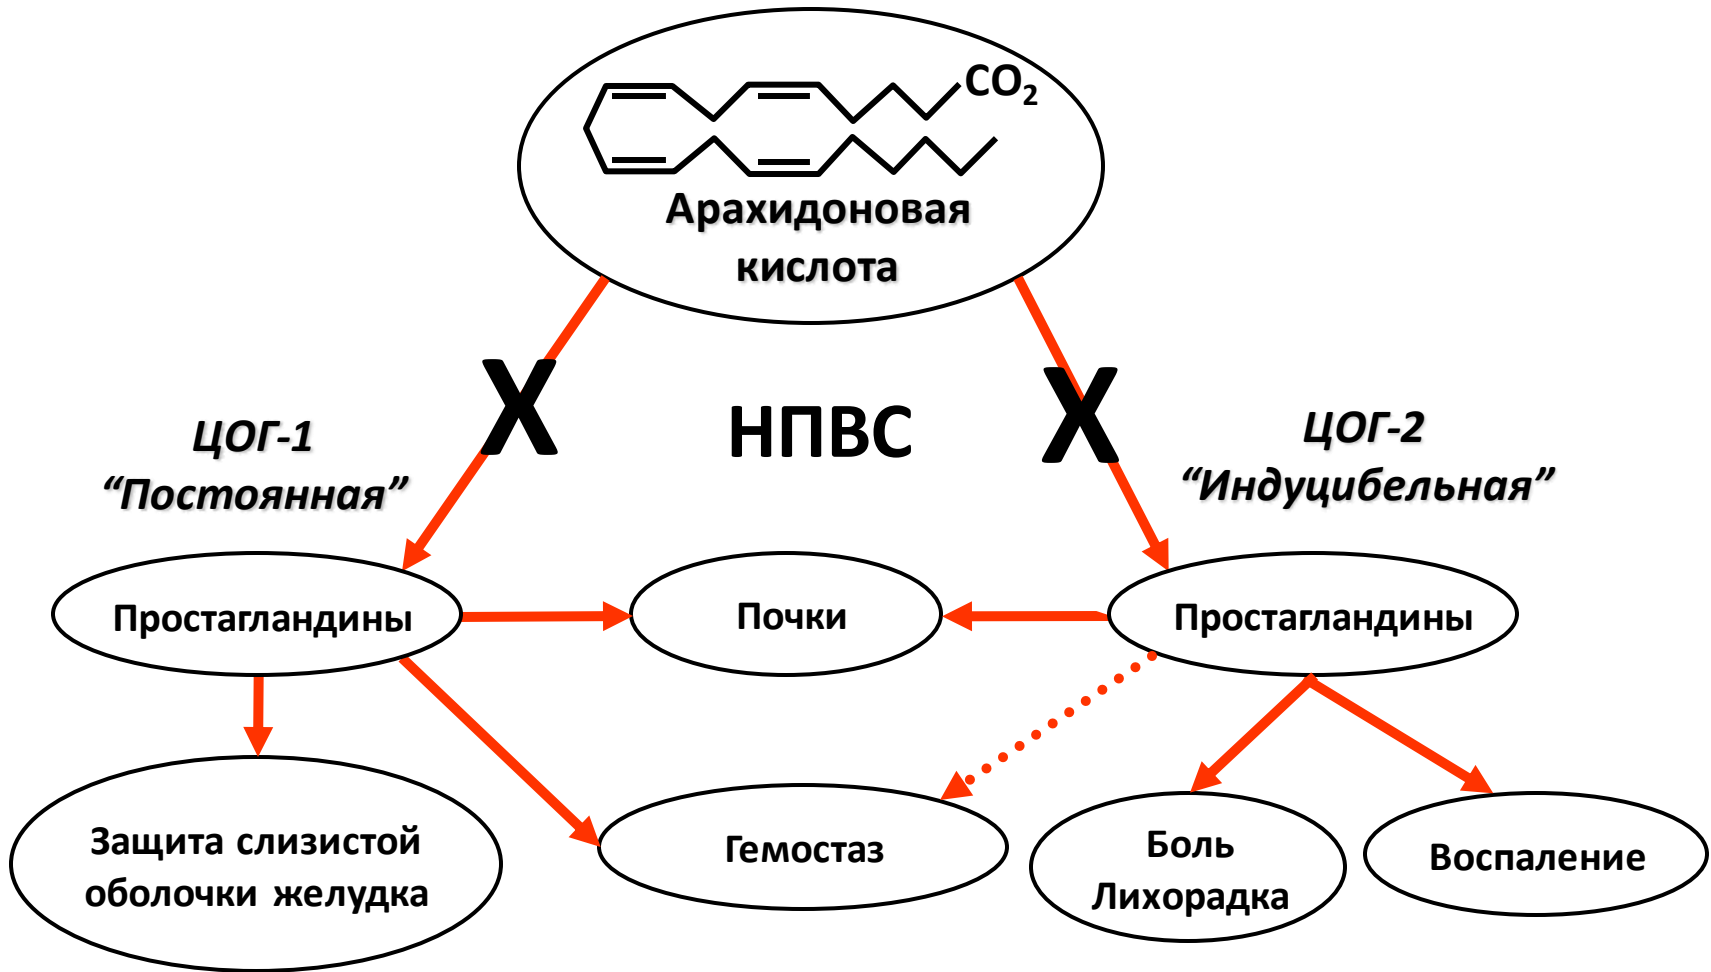 CO₂
Арахидоновая
кислота
НПВС
ЦОГ-1
“Постоянная”
ЦОГ-2
“Индуцибельная”
Простагландины
Почки
Простагландины
Защита слизистой
оболочки желудка
Гемостаз
Боль
Лихорадка
Воспаление
X
X